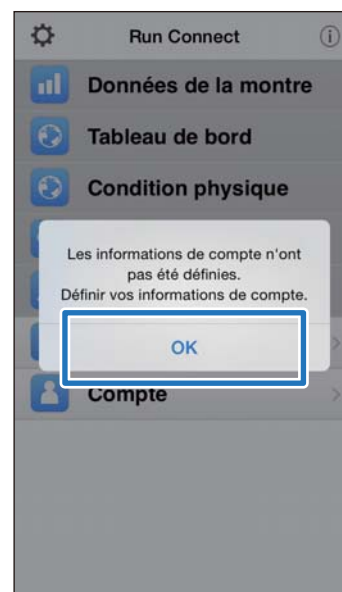 Run Connect
Données de la montre
Tableau de bord
Condition physique
Les informations de compte n'ont
pas été définies.
Définir vos informations de compte.
OK
Compte